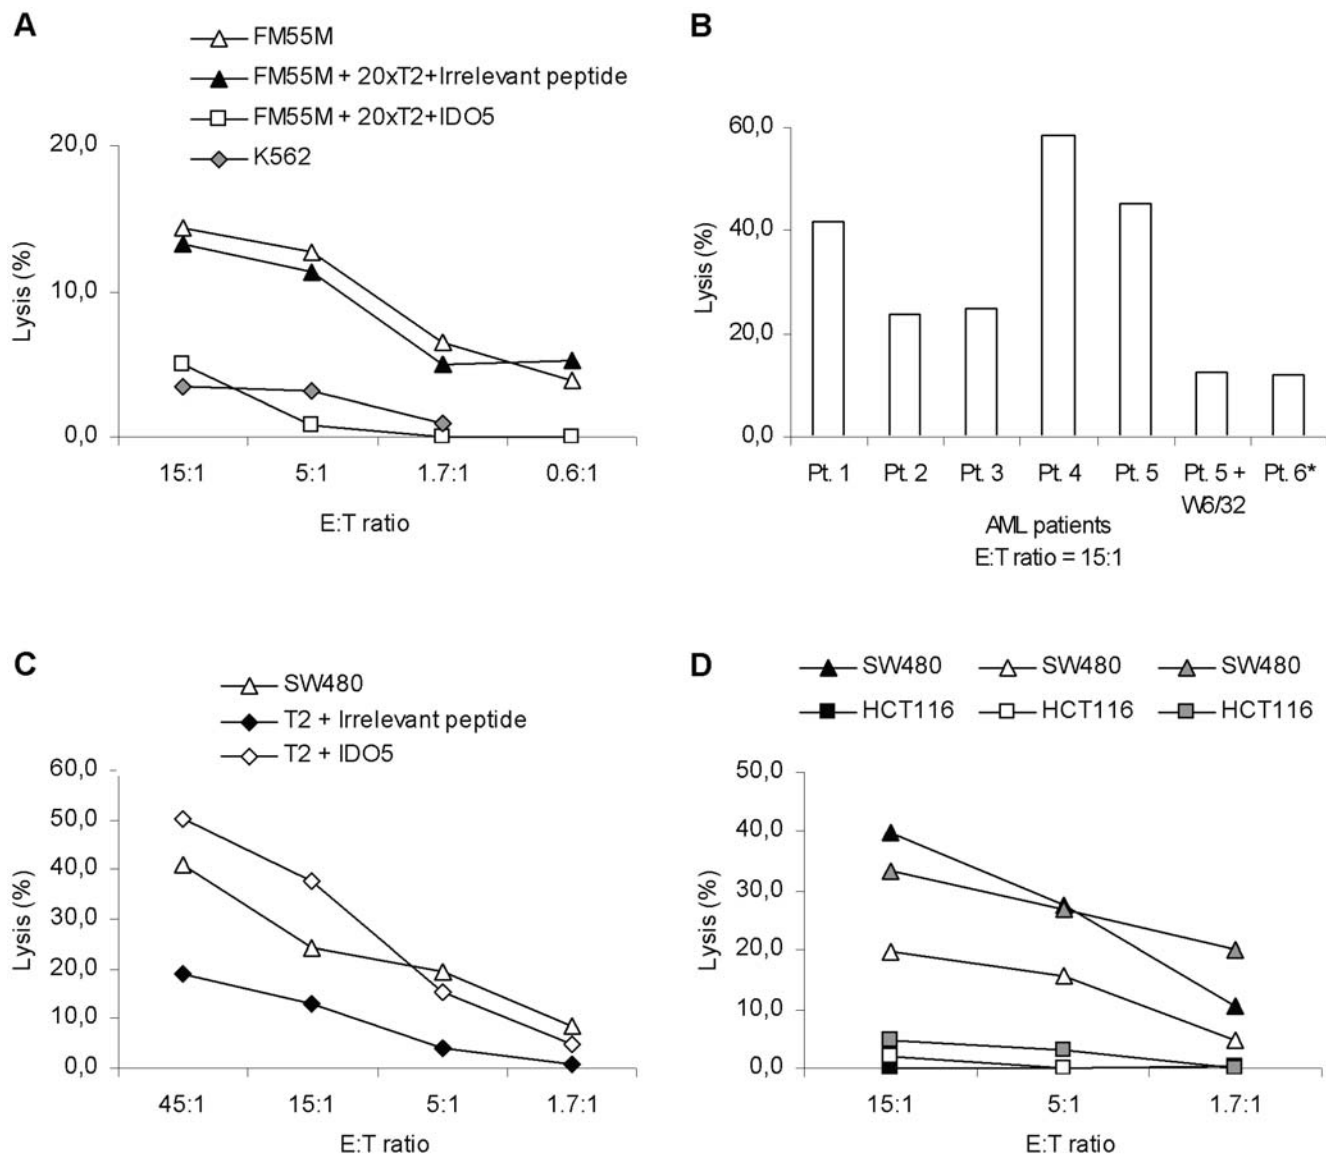 A
FM55M
FM55M + 20xT2+Irrelevant peptide
FM55M + 20xT2+IDO5
K562
20,0
10,0
0,0
Lysis (%)
15:1 5:1 1.7:1 0.6:1
E:T ratio
B
60,0
40,0
20,0
0,0
Lysis (%)
Pt. 1 Pt. 2 Pt. 3 Pt. 4 Pt. 5 Pt. 5 + W6/32 Pt. 6*
AML patients
E:T ratio = 15:1
C
SW480
T2 + Irrelevant peptide
T2 + IDO5
60,0
50,0
40,0
30,0
20,0
10,0
0,0
Lysis (%)
45:1 15:1 5:1 1.7:1
E:T ratio
D
SW480 SW480 SW480
HCT116 HCT116 HCT116
50,0
40,0
30,0
20,0
10,0
0,0
Lysis (%)
15:1 5:1 1.7:1
E:T ratio